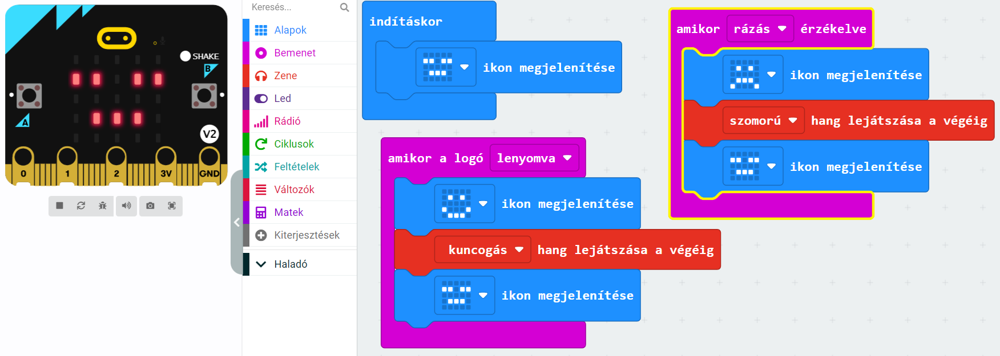 SHAKE
B
A
V2
0
1
2
3V
GND
Keresés...
Alapok
Bemenet
Zene
Led
Rádió
Ciklusok
Feltételek
Változók
Matek
Kiterjesztések
Haladó
indításkor
ikon megjelenítése
amikor a logó lenyomva
ikon megjelenítése
kuncogás hang lejátszása a végéig
ikon megjelenítése
amikor rázás érzékelve
ikon megjelenítése
szomorú hang lejátszása a végéig
ikon megjelenítése